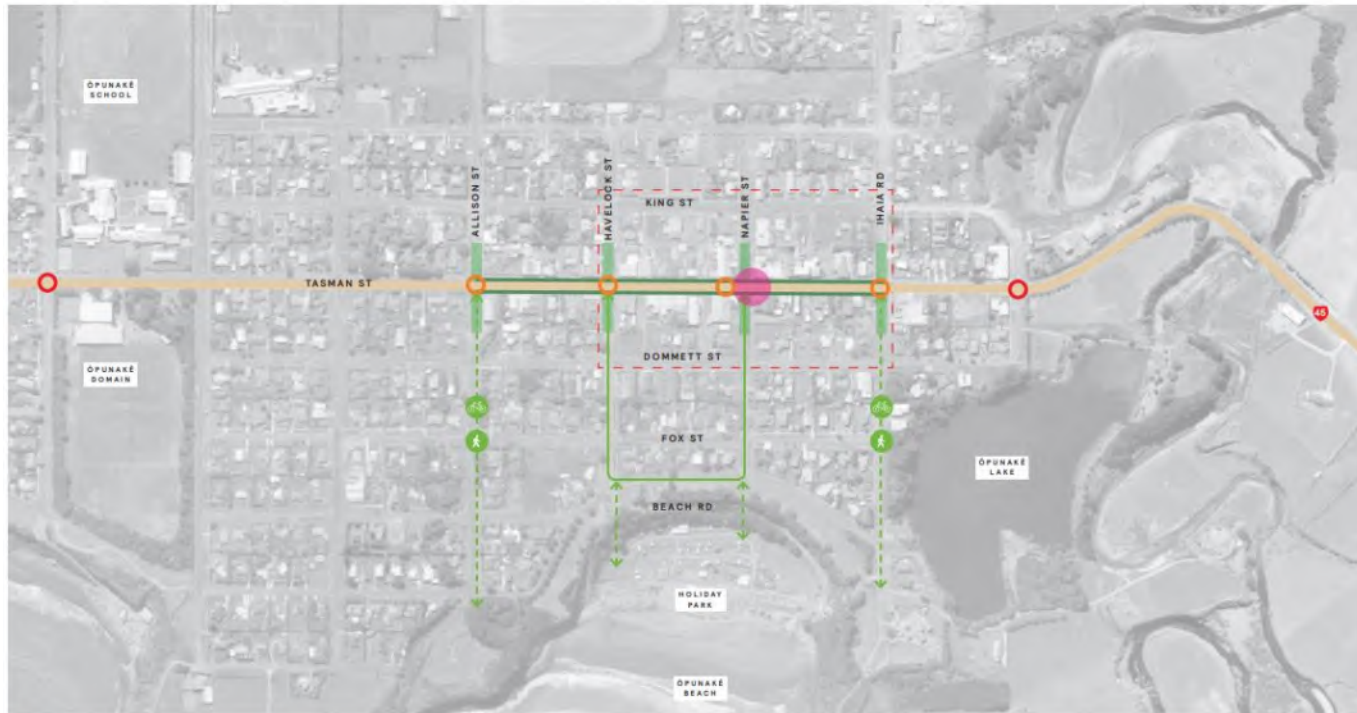 ŌPUNAKĒ
SCHOOL
ALLISON ST
HAVELOCK ST
NAPIER ST
IHAIA RD
KING ST
TASMAN ST
45
DOMMETT ST
ŌPUNAKĒ
DOMAIN
FOX ST
ŌPUNAKĒ
LAKE
BEACH RD
HOLIDAY
PARK
ŌPUNAKĒ
BEACH